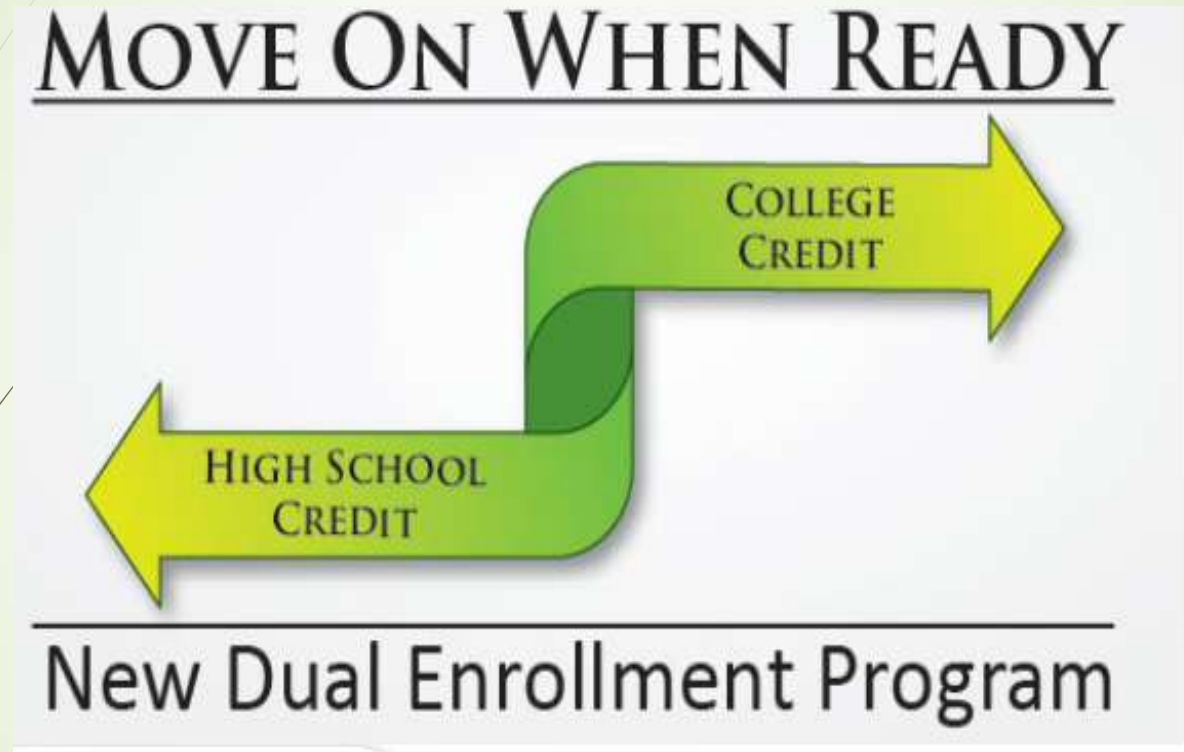 MOVE ON WHEN READY
COLLEGE
CREDIT
HIGH SCHOOL
CREDIT
New Dual Enrollment Program